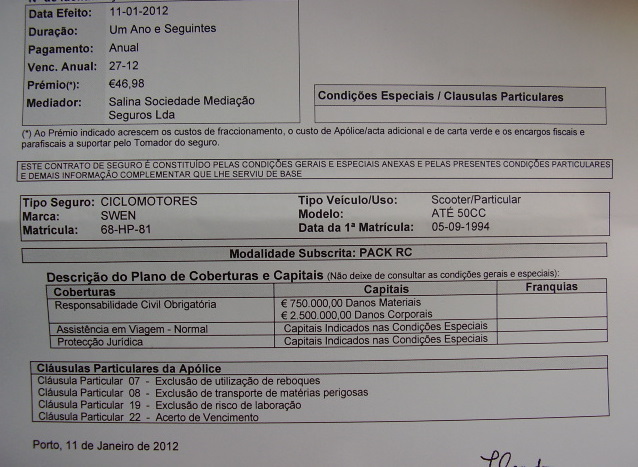 Data Efeito: 11-01-2012
Duração: Um Ano e Seguintes
Pagamento: Anual
Venc. Anual: 27-12
Prémio(*): €46,98
Mediador: Salina Sociedade Mediação
Seguros Lda
Condições Especiais / Clausulas Particulares
(*) Ao Prémio indicado acrescem os custos de fraccionamento, o custo de Apólice/acta adicional e de carta verde e os encargos fiscais e
parafiscais a suportar pelo Tomador do seguro.
ESTE CONTRATO DE SEGURO É CONSTITUÍDO PELAS CONDIÇÕES GERAIS E ESPECIAIS ANEXAS E PELAS PRESENTES CONDIÇÕES PARTICULARES
E DEMAIS INFORMAÇÃO COMPLEMENTAR QUE LHE SERVIU DE BASE
Tipo Seguro: CICLOMOTORES Tipo Veículo/Uso: Scooter/Particular
Marca: SWEN Modelo: ATÉ 50CC
Matrícula: 68-HP-81 Data da 1ª Matrícula: 05-09-1994
Modalidade Subscrita: PACK RC
Descrição do Plano de Coberturas e Capitais (Não deixe de consultar as condições gerais e especiais):
Coberturas Capitais Franquias
Responsabilidade Civil Obrigatória € 750.000,00 Danos Materiais
€ 2.500.000,00 Danos Corporais
Assistência em Viagem - Normal Capitais Indicados nas Condições Especiais
Protecção Jurídica Capitais Indicados nas Condições Especiais
Cláusulas Particulares da Apólice
Cláusula Particular 07 - Exclusão de utilização de reboques
Cláusula Particular 08 - Exclusão de transporte de matérias perigosas
Cláusula Particular 19 - Exclusão de risco de laboração
Cláusula Particular 22 - Acerto de Vencimento
Porto, 11 de Janeiro de 2012